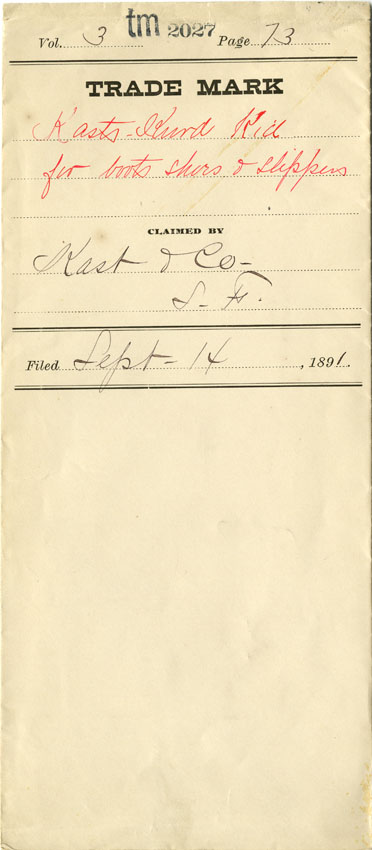 Vol. 3 tm 2027 Page 73
TRADE MARK
Kasts-Kurd Kid
for boots shoes & slippers
CLAIMED BY
Kast & Co-
S. F.
Filed Sept-14, 1891.